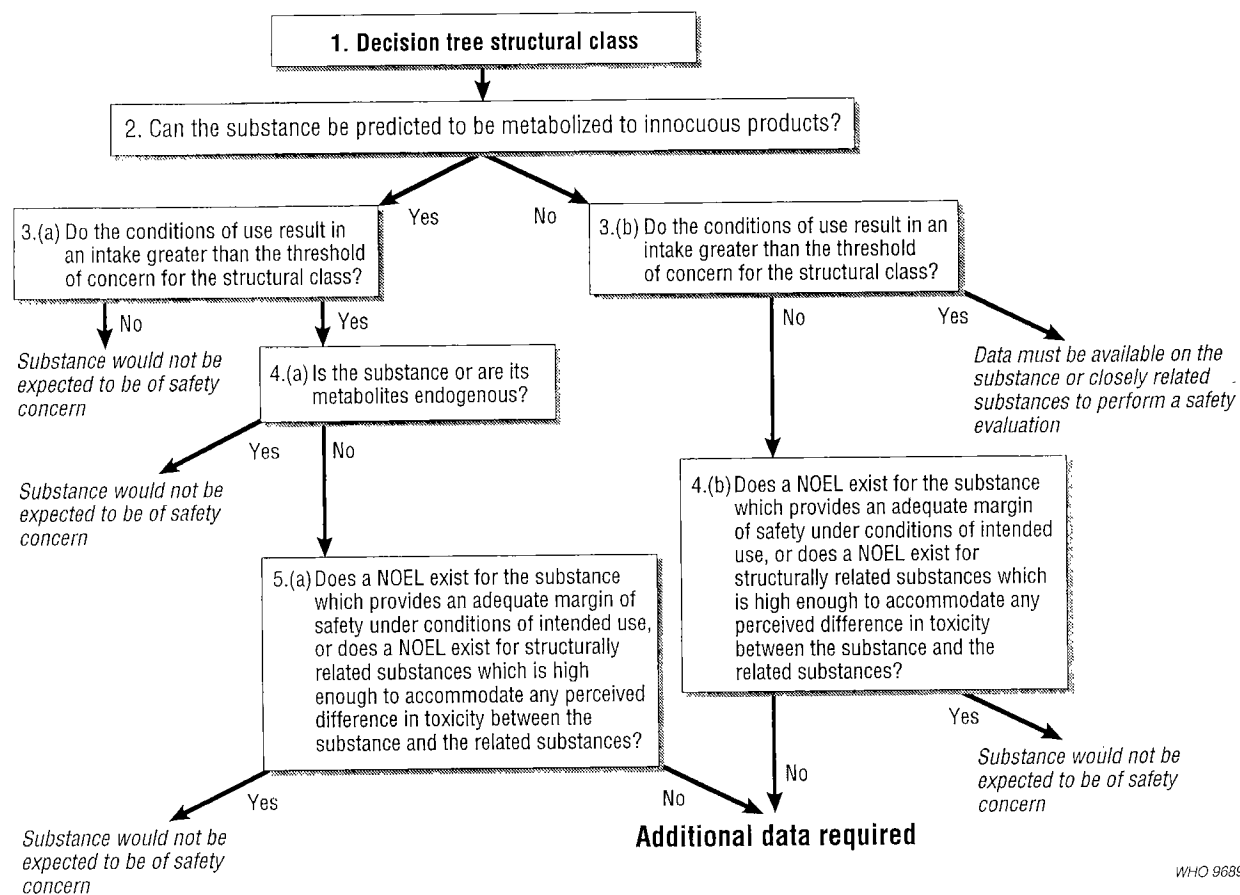 1. Decision tree structural class
2. Can the substance be predicted to be metabolized to innocuous products?
Yes
No
3.(a) Do the conditions of use result in
an intake greater than the threshold
of concern for the structural class?
3.(b) Do the conditions of use result in an
intake greater than the threshold
of concern for the structural class?
No
Yes
No
Yes
Substance would not be
expected to be of safety
concern
4.(a) Is the substance or are its
metabolites endogenous?
Data must be available on the
substance or closely related
substances to perform a safety
evaluation
Yes
No
Substance would not be
expected to be of safety
concern
4.(b) Does a NOEL exist for the substance
which provides an adequate margin
of safety under conditions of intended
use, or does a NOEL exist for
structurally related substances which
is high enough to accommodate any
perceived difference in toxicity
between the substance and the
related substances?
5.(a) Does a NOEL exist for the substance
which provides an adequate margin of
safety under conditions of intended use,
or does a NOEL exist for structurally
related substances which is high
enough to accommodate any perceived
difference in toxicity between the
substance and the related substances?
Yes
No
No
Yes
Substance would not be
expected to be of safety
concern
Substance would not be
expected to be of safety
concern
Additional data required
WHO 9689